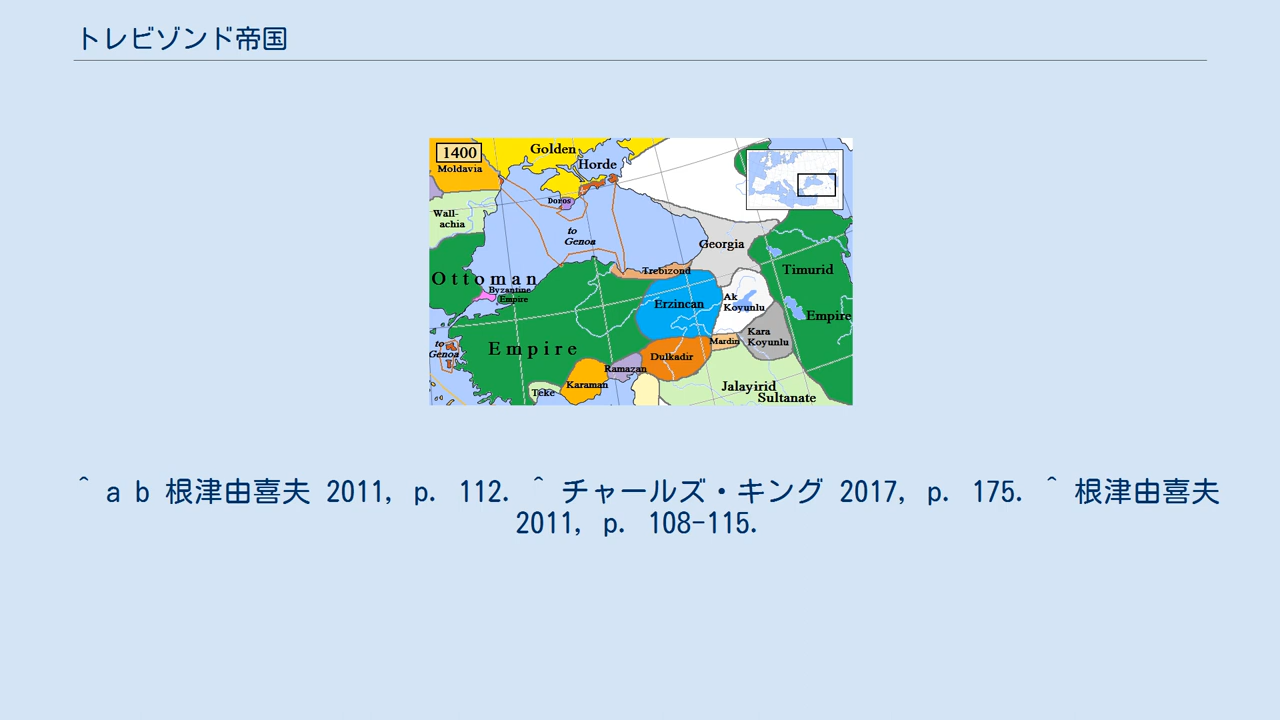 トレビゾンド帝国
1400
Golden
Horde
Moldavia
Doros
Wall-
achia
to
Genoa
Georgia
Trebizond
Timurid
Ottoman
Byzantine
Empire
Erzincan
Ak
Koyunlu
Empire
to
Genoa
Empire
Mardin
Kara
Koyunlu
Dulkadir
Ramazan
Karaman
Teke
Jalayirid
Sultanate
^ a b 根津由喜夫 2011, p. 112. ^ チャールズ・キング 2017, p. 175. ^ 根津由喜夫
2011, p. 108-115.